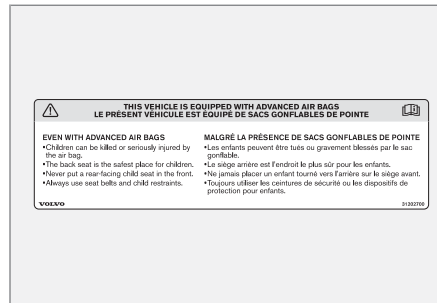 THIS VEHICLE IS EQUIPPED WITH ADVANCED AIR BAGS
LE PRÉSENT VÉHICULE EST ÉQUIPÉ DE SACS GONFLABLES DE POINTE
EVEN WITH ADVANCED AIR BAGS
•Children can be killed or seriously injured by
the air bag.
•The back seat is the safest place for children.
•Never put a rear-facing child seat in the front.
•Always use seat belts and child restraints.
MALGRÉ LA PRÉSENCE DE SACS GONFLABLES DE POINTE
•Les enfants peuvent être tués ou gravement blessés par le sac
gonflable.
•Le siège arrière est l'endroit le plus sûr pour les enfants.
•Ne jamais placer un enfant tourné vers l'arrière sur le siège avant.
•Toujours utiliser les ceintures de sécurité ou les dispositifs de
protection pour enfants.
VOLVO
31202700